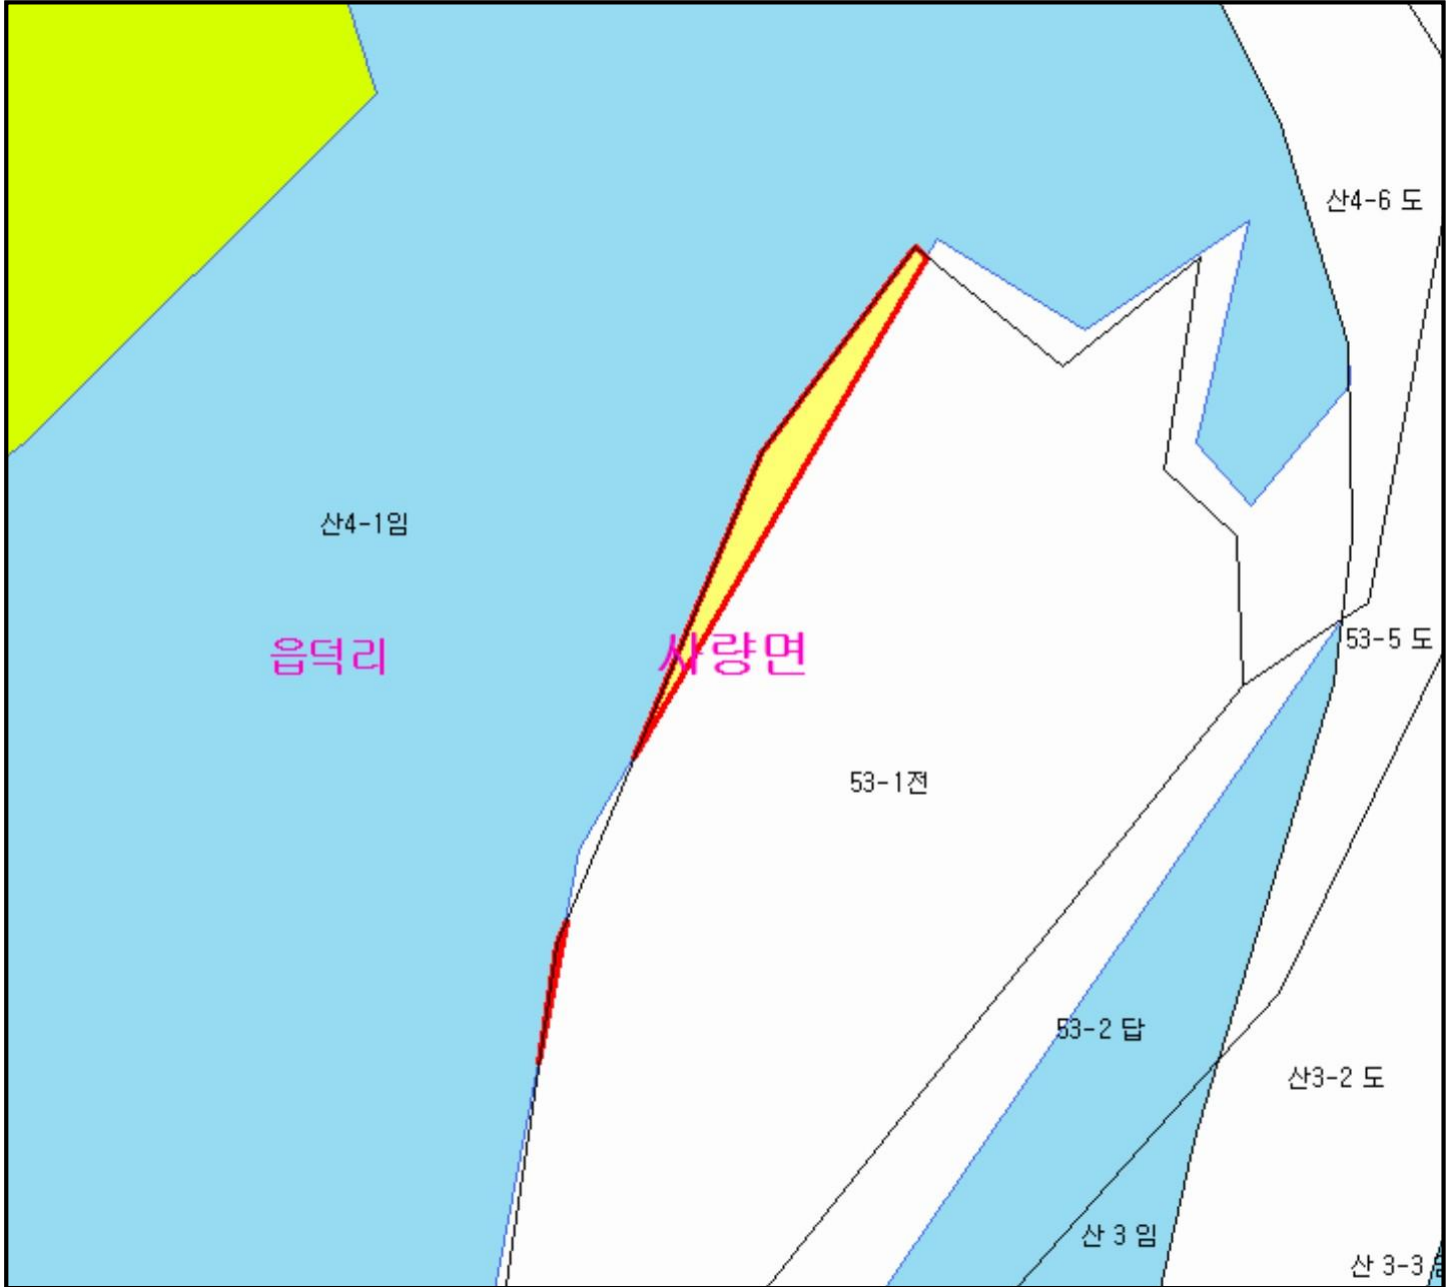 산4-6 도
산4-1임
읍덕리
사량면
53-5 도
53-1전
53-2 답
산3-2 도
산 3 임
산 3-3